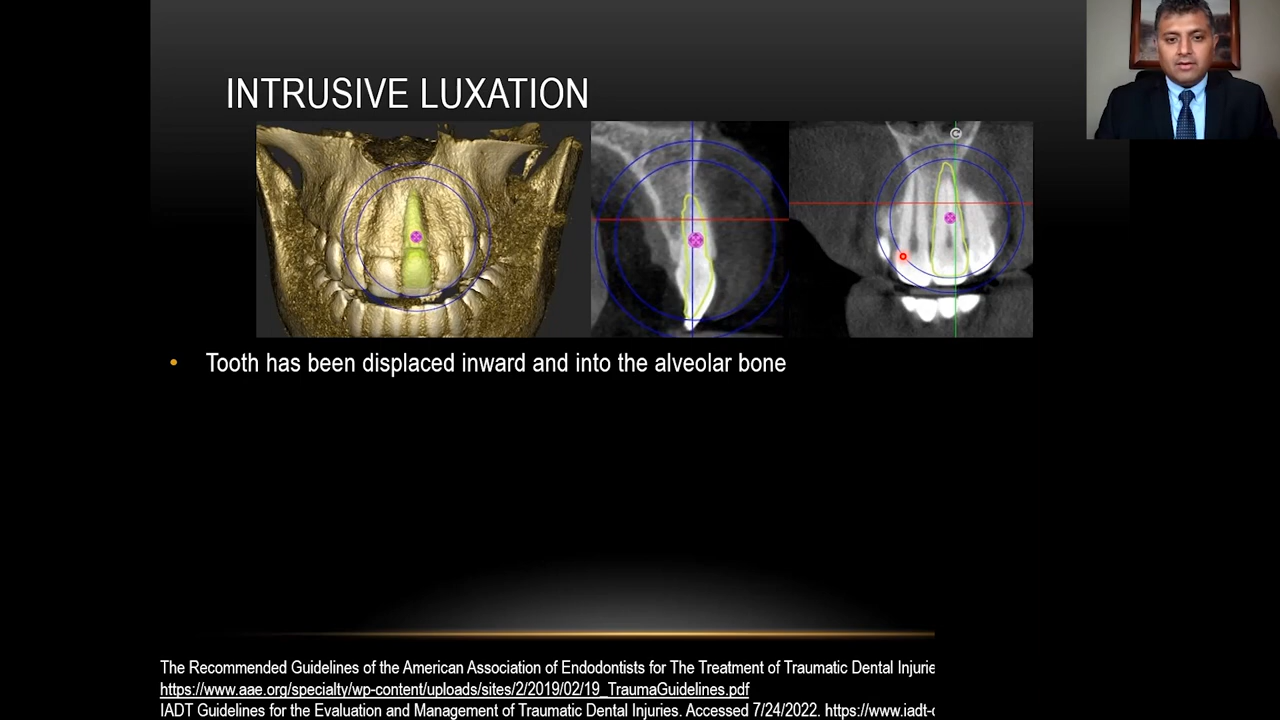 INTRUSIVE LUXATION
• Tooth has been displaced inward and into the alveolar bone
The Recommended Guidelines of the American Association of Endodontists for The Treatment of Traumatic Dental Injurie
https://www.aae.org/specialty/wp-content/uploads/sites/2/2019/02/19_TraumaGuidelines.pdf
IADT Guidelines for the Evaluation and Management of Traumatic Dental Injuries. Accessed 7/24/2022. https://www.iadt-